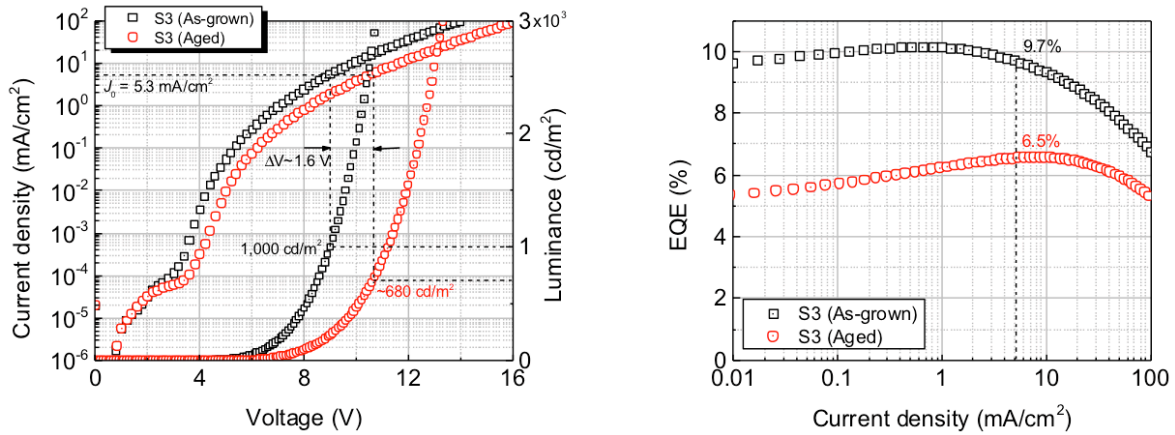 S3 (As-grown)
S3 (Aged)
10²
10¹
10⁰
10⁻¹
10⁻²
10⁻³
10⁻⁴
10⁻⁵
10⁻⁶
Current density (mA/cm²)
J₀ = 5.3 mA/cm²
ΔV~1.6 V
1,000 cd/m²
~680 cd/m²
3x10³
2
1
0
Luminance (cd/m²)
0 4 8 12 16
Voltage (V)
10
8
6
4
2
0
EQE (%)
9.7%
6.5%
S3 (As-grown)
S3 (Aged)
0.01 0.1 1 10 100
Current density (mA/cm²)